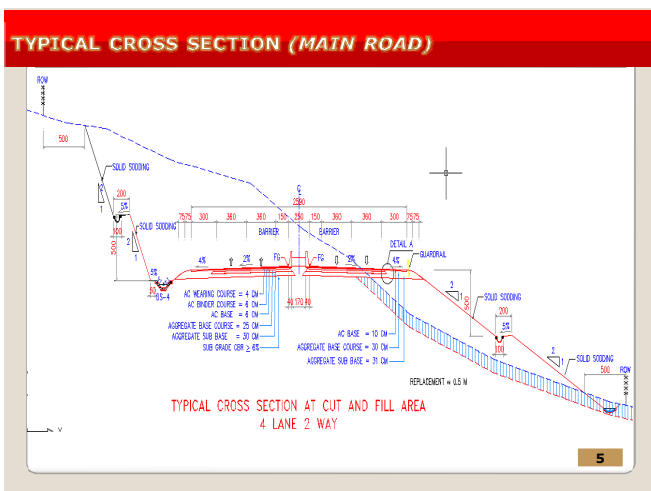 TYPICAL CROSS SECTION (MAIN ROAD)
ROW
500
SOLID SODDING
2
1
200
5%
100
SOLID SODDING
2
1
500
5%
50
DS-4
2590
7575 300 360 360 150 250 150 360 360 300 7575
BARRIER BARRIER
4% 2% FG FG 2% 4%
DETAIL A
GUARDRAIL
40 170 40
AC WEARING COURSE = 4 CM
AC BINDER COURSE = 6 CM
AC BASE = 6 CM
AGGREGATE BASE COURSE = 25 CM
AGGREGATE SUB BASE = 30 CM
SUB GRADE CBR ≥ 6%
AC BASE = 10 CM
AGGREGATE BASE COURSE = 30 CM
AGGREGATE SUB BASE = 31 CM
500
2
1
SOLID SODDING
200
5%
100
2
1
SOLID SODDING
500
ROW
REPLACEMENT = 0.5 M
TYPICAL CROSS SECTION AT CUT AND FILL AREA
4 LANE 2 WAY
5